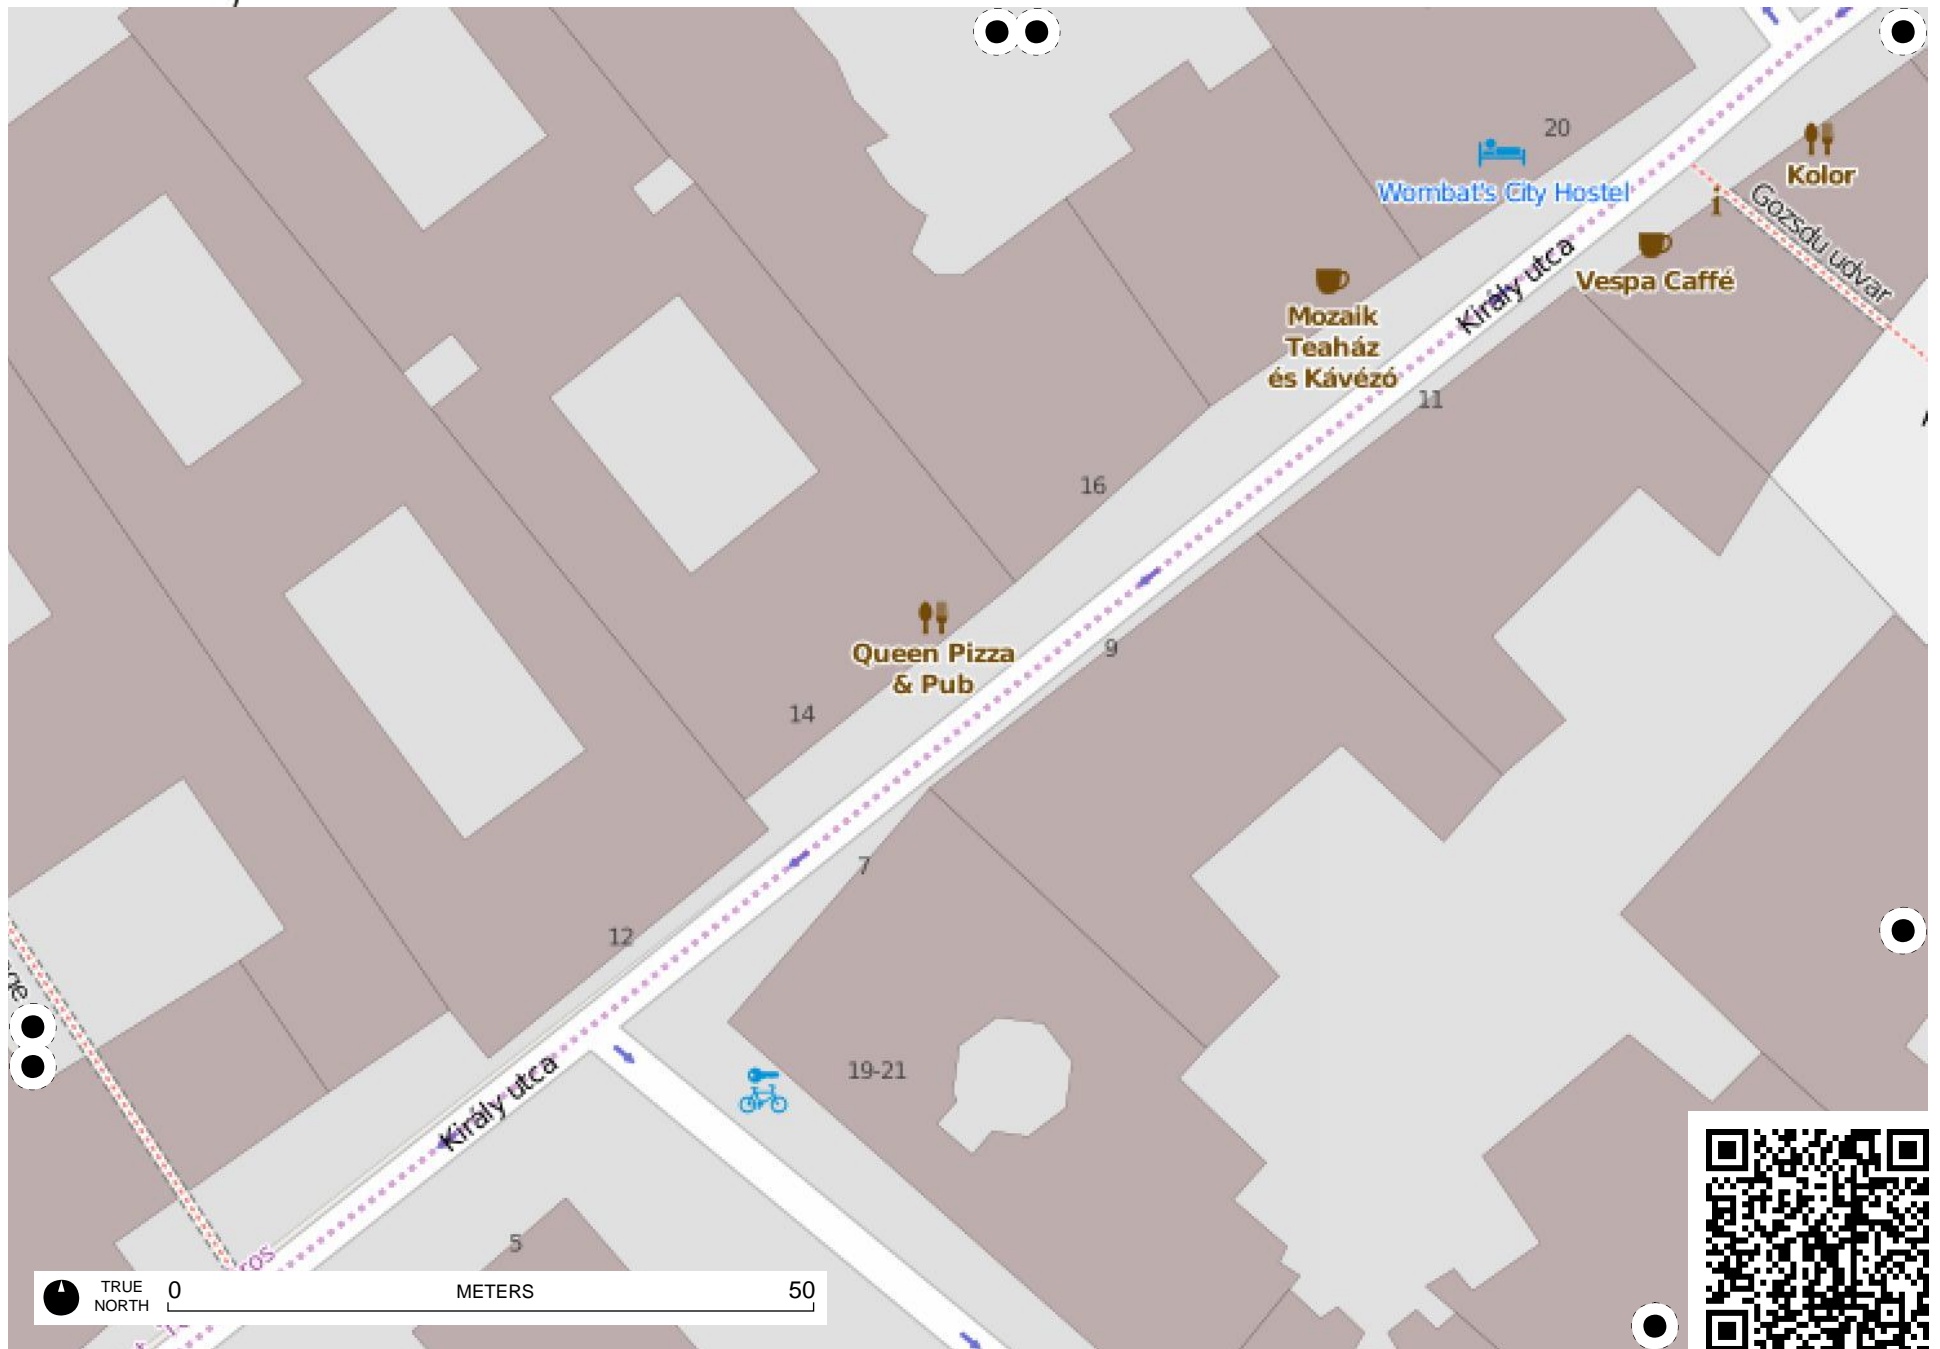 20
Kolor
Wombat's City Hostel
Gozsdu udvar
Király utca
Vespa Caffé
Mozaik
Teaház
és Kávézó
11
16
9
Queen Pizza
& Pub
14
7
12
19-21
Király utca
5
TRUE
NORTH
0
METERS
50